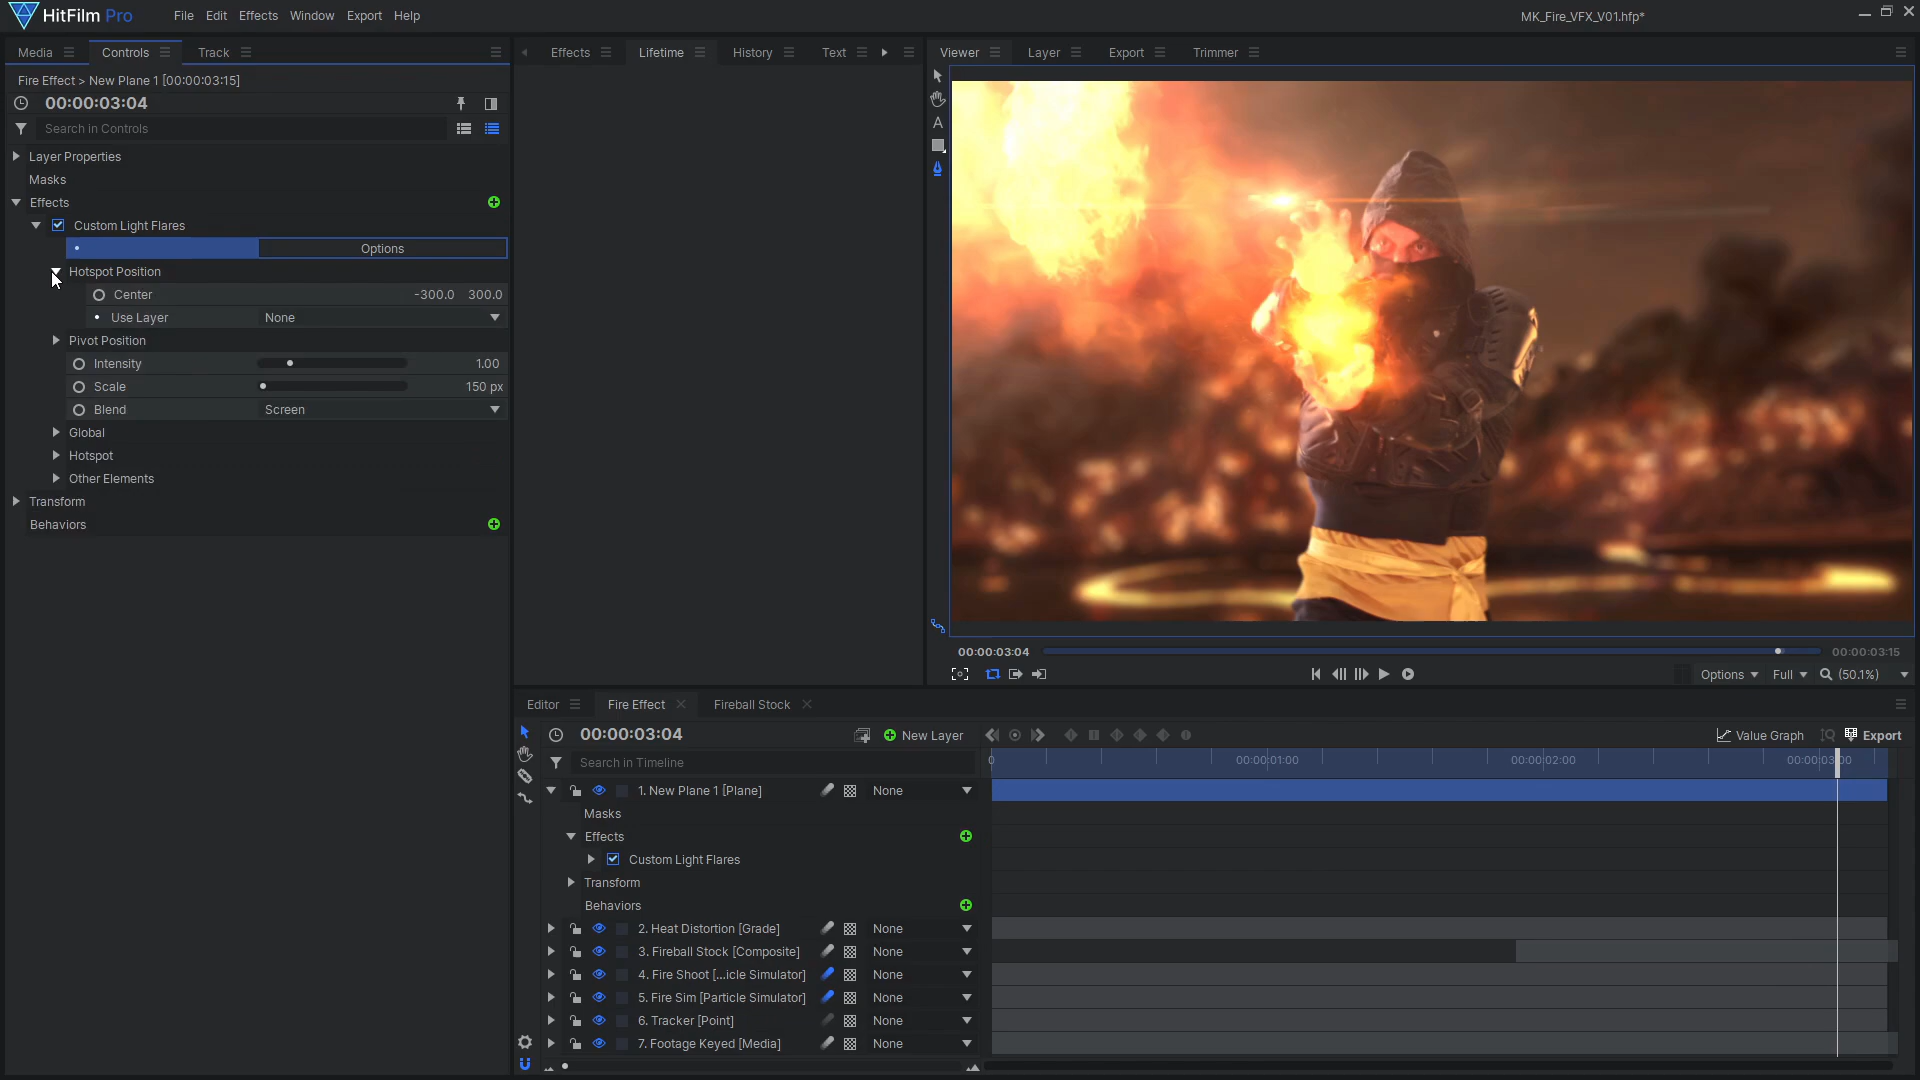 HitFilm Pro
File Edit Effects Window Export Help
MK_Fire_VFX_V01.hfp*
Media Controls Track
Fire Effect > New Plane 1 [00:00:03:15]
00:00:03:04
Search in Controls
Layer Properties
Masks
Effects
Custom Light Flares
Options
Hotspot Position
Center -300.0 300.0
Use Layer None
Pivot Position
Intensity 1.00
Scale 150 px
Blend Screen
Global
Hotspot
Other Elements
Transform
Behaviors
Effects Lifetime History Text
Viewer Layer Export Trimmer
A
00:00:03:04 00:00:03:15
Options Full (50.1%)
Editor Fire Effect Fireball Stock
00:00:03:04 New Layer Value Graph Export
Search in Timeline
0 00:00:01:00 00:00:02:00 00:00:03:00
1. New Plane 1 [Plane] None
Masks
Effects
Custom Light Flares
Transform
Behaviors
2. Heat Distortion [Grade] None
3. Fireball Stock [Composite] None
4. Fire Shoot [...icle Simulator] None
5. Fire Sim [Particle Simulator] None
6. Tracker [Point] None
7. Footage Keyed [Media] None